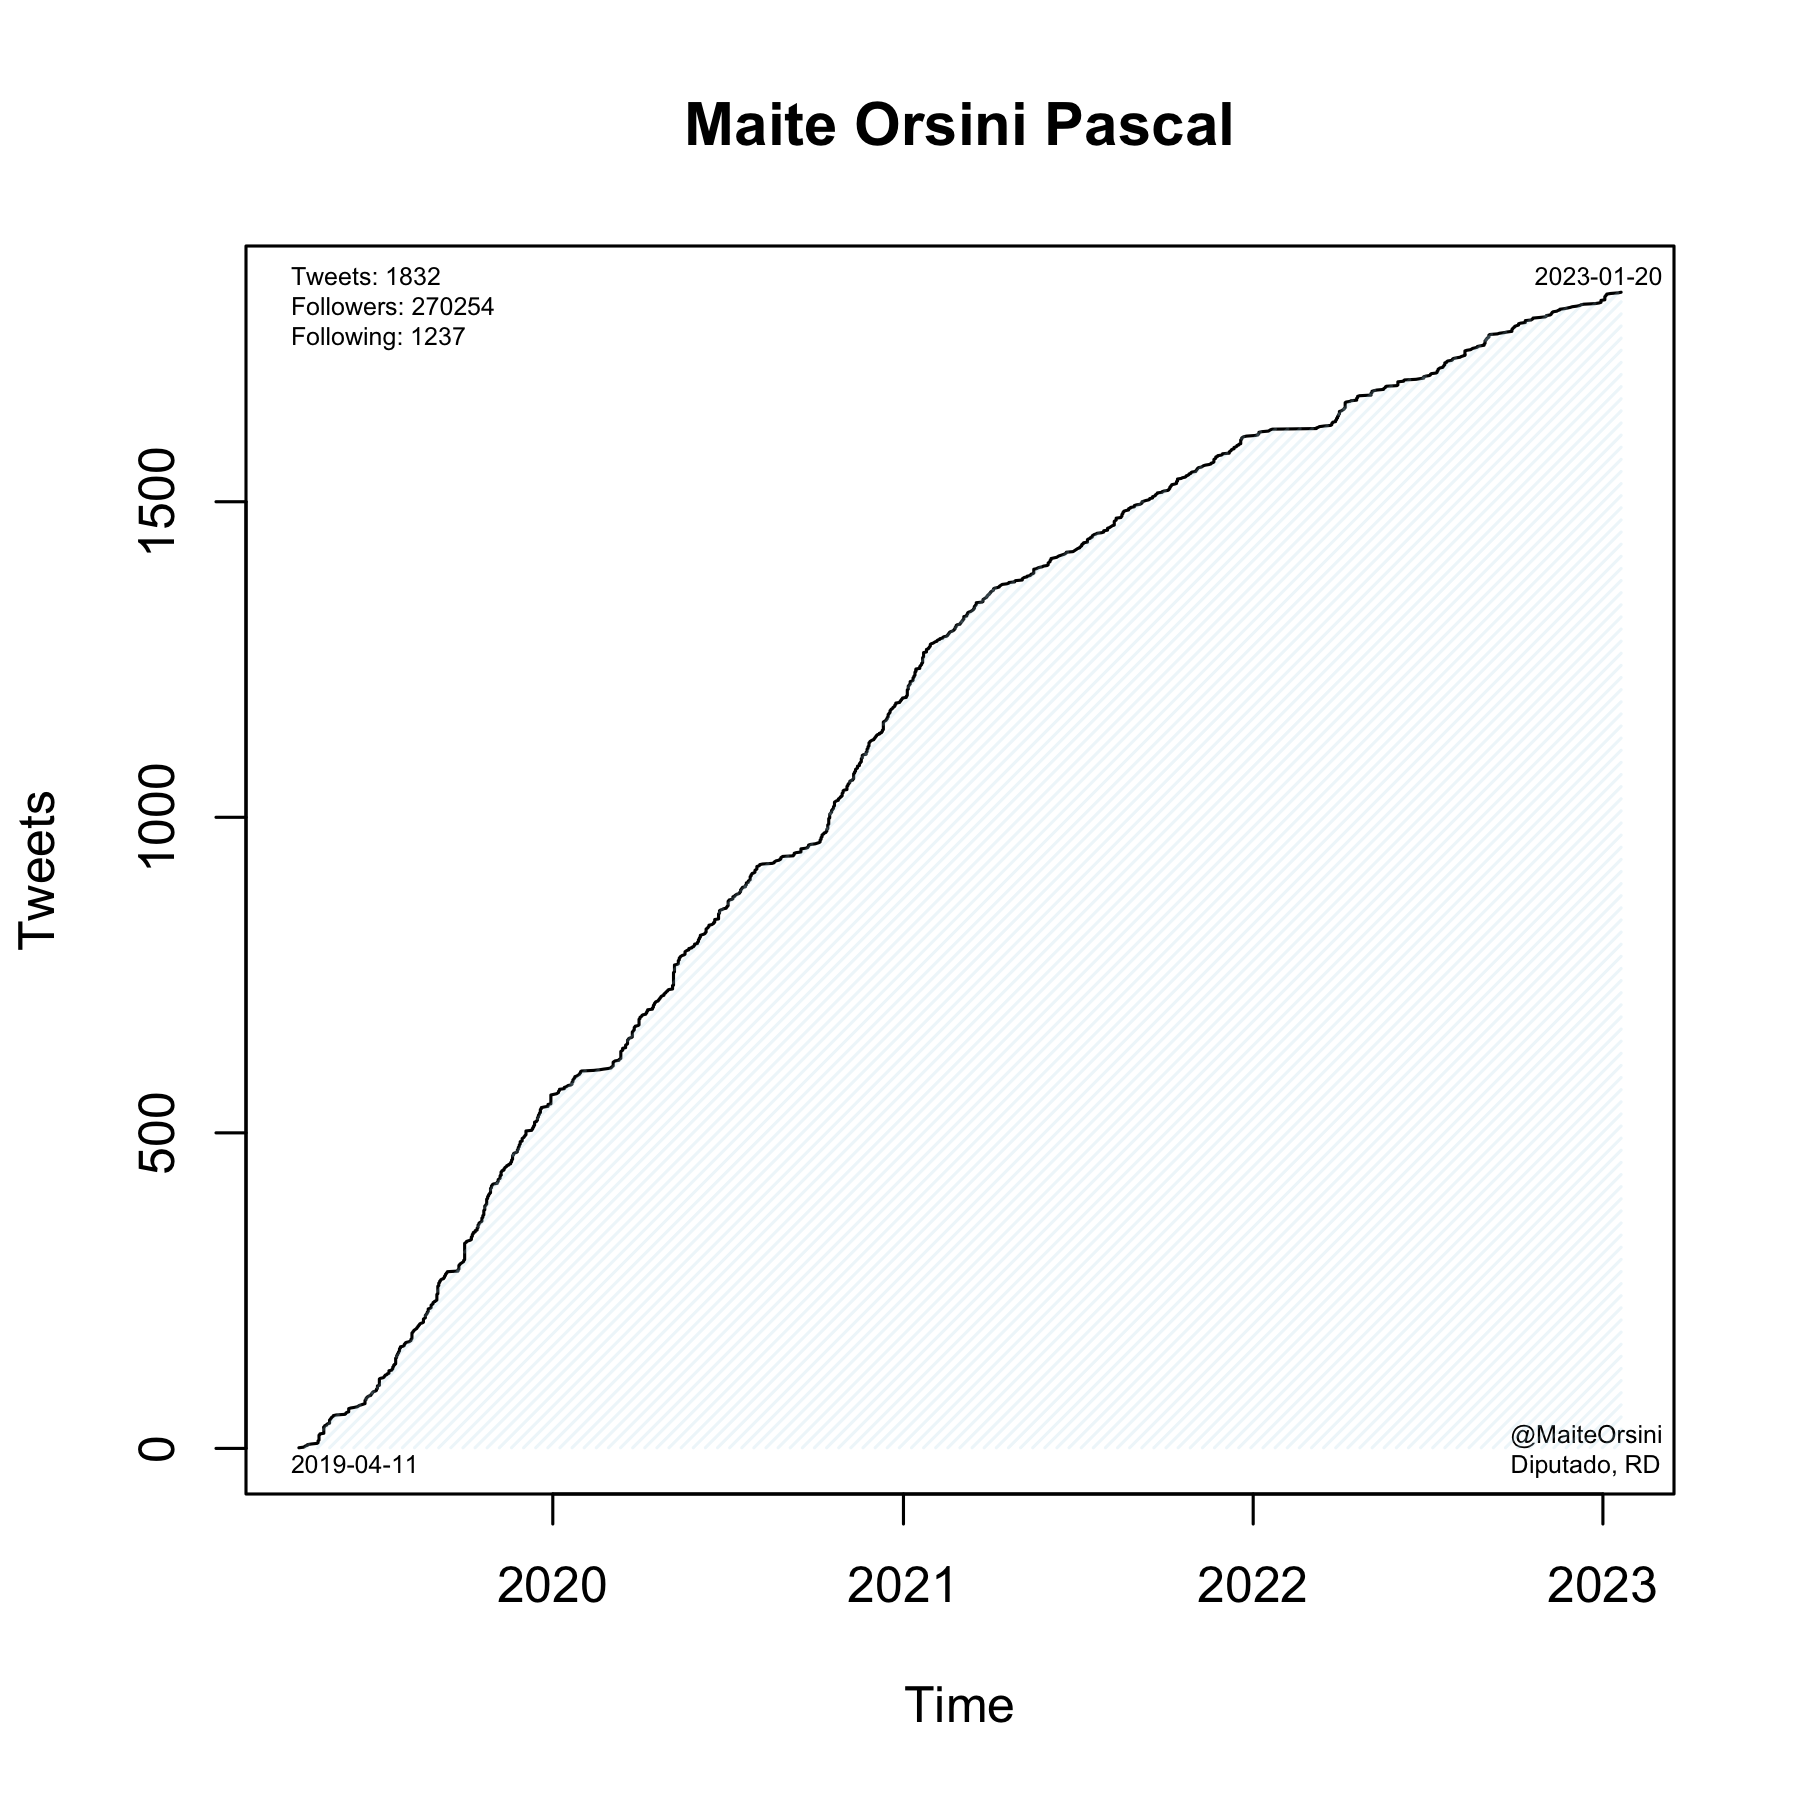 Maite Orsini Pascal
Tweets: 1832
Followers: 270254
Following: 1237
2023-01-20
1500
1000
500
0
Tweets
@MaiteOrsini
Diputado, RD
2019-04-11
2020
2021
2022
2023
Time